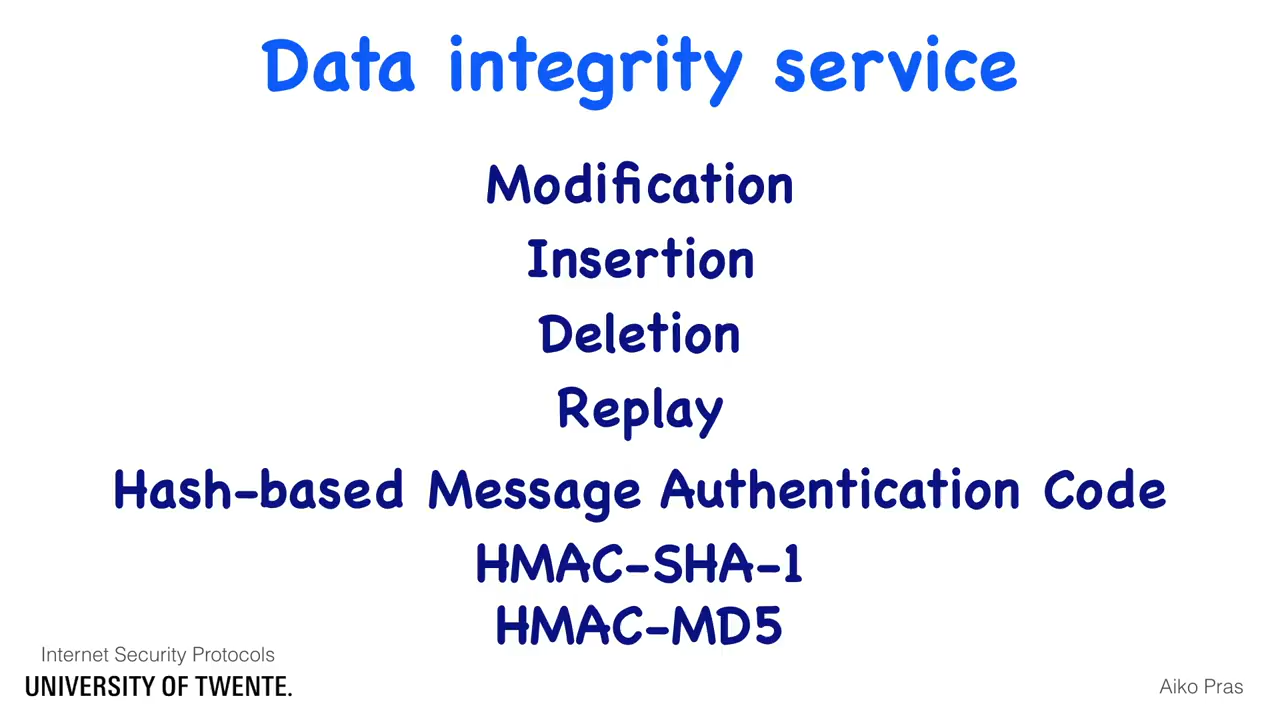 Data integrity service
Modification
Insertion
Deletion
Replay
Hash-based Message Authentication Code
HMAC-SHA-1
HMAC-MD5
Internet Security Protocols
UNIVERSITY OF TWENTE.
Aiko Pras